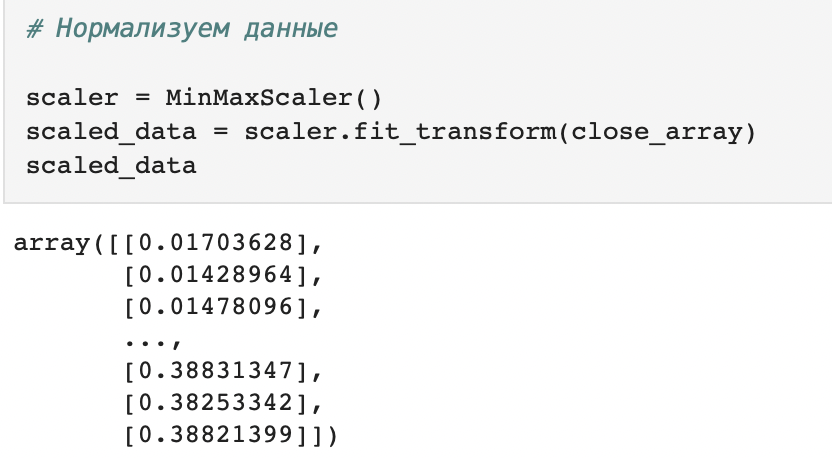 # Нормализуем данные
scaler = MinMaxScaler()
scaled_data = scaler.fit_transform(close_array)
scaled_data
array([[0.01703628],
[0.01428964],
[0.01478096],
...,
[0.38831347],
[0.38253342],
[0.38821399]])